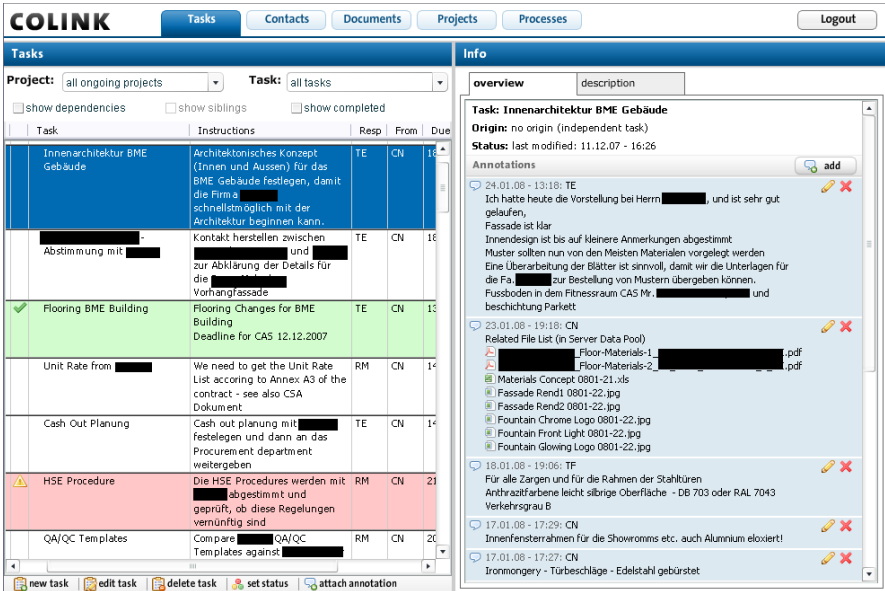 COLINK
Tasks
Contacts
Documents
Projects
Processes
Logout
Tasks
Project: all ongoing projects
Task: all tasks
show dependencies
show siblings
show completed
Task Instructions Resp From Due
Innenarchitektur BME
Gebäude
Architektonisches Konzept
(Innen und Aussen) für das
BME Gebäude festlegen, damit
die Firma
schnellstmöglich mit der
Architektur beginnen kann.
TE CN 18
-
Abstimmung mit
Kontakt herstellen zwischen
und
zur Abklärung der Details für
die
Vorhangfassade
TE CN 18
Flooring BME Building
Flooring Changes for BME
Building
Deadline for CAS 12.12.2007
TE CN 13
Unit Rate from
We need to get the Unit Rate
List accoring to Annex A3 of the
contract - see also CSA
Dokument
RM CN 14
Cash Out Planung
Cash out planung mit
festelegen und dann an das
Procurement department
weitergeben
TE CN 14
HSE Procedure
Die HSE Procedures werden mit
abgestimmt und
geprüft, ob diese Regelungen
vernünftig sind
RM CN 21
QA/QC Templates
Compare QA/QC
Templates against
RM CN 20
new task
edit task
delete task
set status
attach annotation
Info
overview
description
Task: Innenarchitektur BME Gebäude
Origin: no origin (independent task)
Status: last modified: 11.12.07 - 16:26
Annotations
add
24.01.08 - 13:18: TE
Ich hatte heute die Vorstellung bei Herrn , und ist sehr gut
gelaufen,
Fassade ist klar
Innendesign ist bis auf kleinere Anmerkungen abgestimmt
Muster sollten nun von den Meisten Materialen vorgelegt werden
Eine Überarbeitung der Blätter ist sinnvoll, damit wir die Unterlagen für
die Fa. zur Bestellung von Mustern übergeben können.
Fussboden in dem Fitnessraum CAS Mr. und
beschichtung Parkett
23.01.08 - 19:18: CN
Related File List (in Server Data Pool)
_Floor-Materials-1_ .pdf
_Floor-Materials-2_ .pdf
Materials Concept 0801-21.xls
Fassade Rend1 0801-22.jpg
Fassade Rend2 0801-22.jpg
Fountain Chrome Logo 0801-22.jpg
Fountain Front Light 0801-22.jpg
Fountain Glowing Logo 0801-22.jpg
18.01.08 - 19:06: TF
Für alle Zargen und für die Rahmen der Stahltüren
Anthrazitfarbene leicht silbrige Oberfläche - DB 703 oder RAL 7043
Verkehrsgrau B
17.01.08 - 17:29: CN
Innenfensterrahmen für die Showromms etc. auch Alumnium eloxiert!
17.01.08 - 17:27: CN
Ironmongery - Türbeschläge - Edelstahl gebürstet